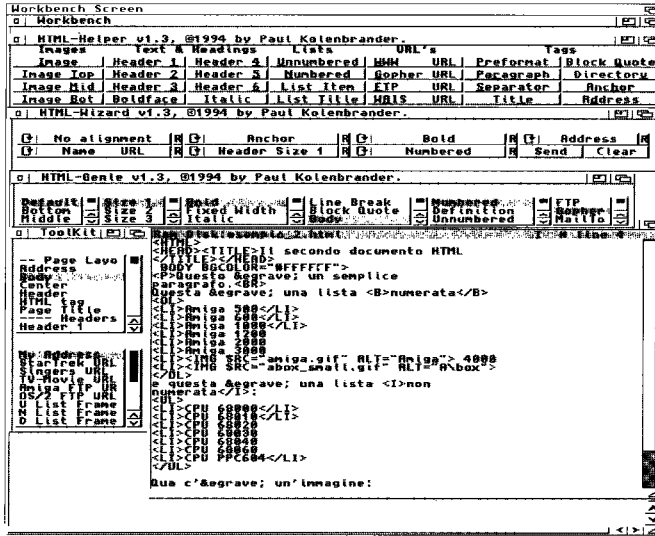 Workbench Screen
Workbench
HTML-Helper v1.3, ©1994 by Paul Kolenbrander.
Images Text & Headings Lists URL's Tags
Image Header 1 Header 4 Unnumbered WWW URL Preformat Block Quote
Image Top Header 2 Header 5 Numbered Gopher URL Paragraph Directory
Image Mid Header 3 Header 6 List Item FTP URL Separator Anchor
Image Bot Boldface Italic List Title WAIS URL Title Address
HTML-Wizard v1.3, ©1994 by Paul Kolenbrander.
No alignment R Anchor R Bold R Address R
Name URL R Header Size 1 R Numbered R Send Clear
HTML-Genie v1.3, ©1994 by Paul Kolenbrander.
Default Size 1 Bold Line Break Numbered FTP
Bottom Size 2 Fixed Width Block Quote Definition Gopher
Middle Size 3 Italic Body Unnumbered MailTo
ToolKit
-- Page Layo
Address
Body
Center
Header
HTML tag
Page Title
---- Headers
Header 1
My Address
StarTrek URL
Singers URL
TV-Movie URL
Amiga FTP UR
OS/2 FTP URL
U List Frame
N List Frame
D List Frame
Ram Disk:esempio_2.html I W line 4
<HTML>
<HEAD><TITLE>Il secondo documento HTML
</TITLE></HEAD>
BODY BGCOLOR="#FFFFFF">
<P>Questo &egrave; un semplice
paragrafo.<BR>
Questa &egrave; una lista <B>numerata</B>
<OL>
<LI>Amiga 500</LI>
<LI>Amiga 600</LI>
<LI>Amiga 1000</LI>
<LI>Amiga 1200
<LI>Amiga 2000
<LI>Amiga 3000
<LI><IMG SRC="amiga.gif" ALT="Amiga"> 4000
<LI><IMG SRC="abox_small.gif" ALT="A\box">
</OL>
e questa &egrave; una lista <I>non
numerata</I>:
<UL>
<LI>CPU 68000</LI>
<LI>CPU 68010</LI>
<LI>CPU 68020
<LI>CPU 68030
<LI>CPU 68040
<LI>CPU 68060
<LI>CPU PPC604</LI>
</UL>
Qua c'&egrave; un'immagine: